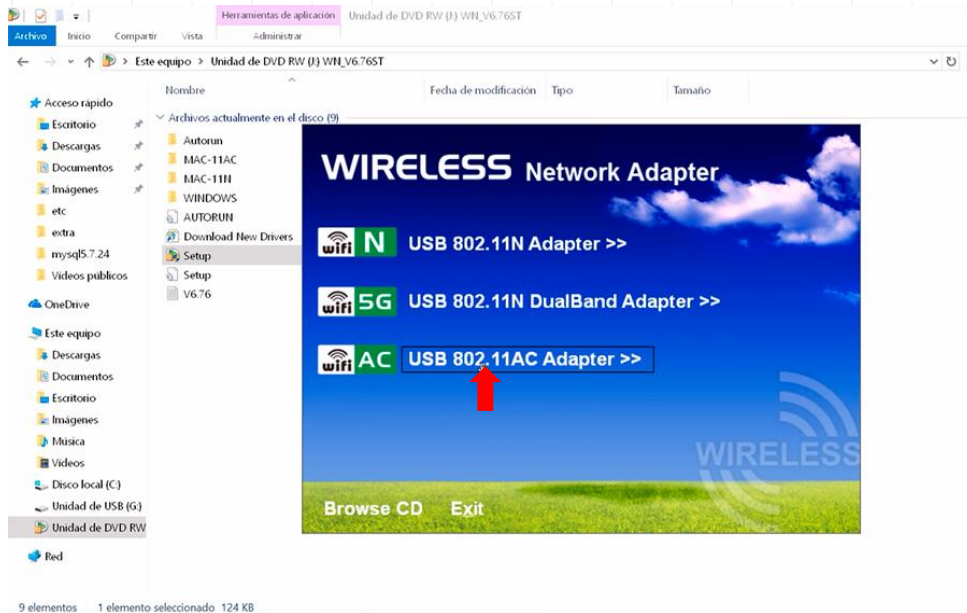 Herramientas de aplicación Unidad de DVD RW (J:) WN_V6.76ST
Archivo Inicio Compartir Vista Administrar
Este equipo > Unidad de DVD RW (J:) WN_V6.76ST
Nombre Fecha de modificación Tipo Tamaño
Acceso rápido
Escritorio
Descargas
Documentos
Imágenes
etc
extra
mysql5.7.24
Videos públicos
OneDrive
Este equipo
Descargas
Documentos
Escritorio
Imágenes
Música
Videos
Disco local (C:)
Unidad de USB (G:)
Unidad de DVD RW
Red
Archivos actualmente en el disco (9)
Autorun
MAC-11AC
MAC-11N
WINDOWS
AUTORUN
Download New Drivers
Setup
Setup
V6.76
WIRELESS Network Adapter
wifi N USB 802.11N Adapter >>
wifi 5G USB 802.11N DualBand Adapter >>
wifi AC USB 802.11AC Adapter >>
WIRELESS
Browse CD Exit
9 elementos 1 elemento seleccionado 124 KB